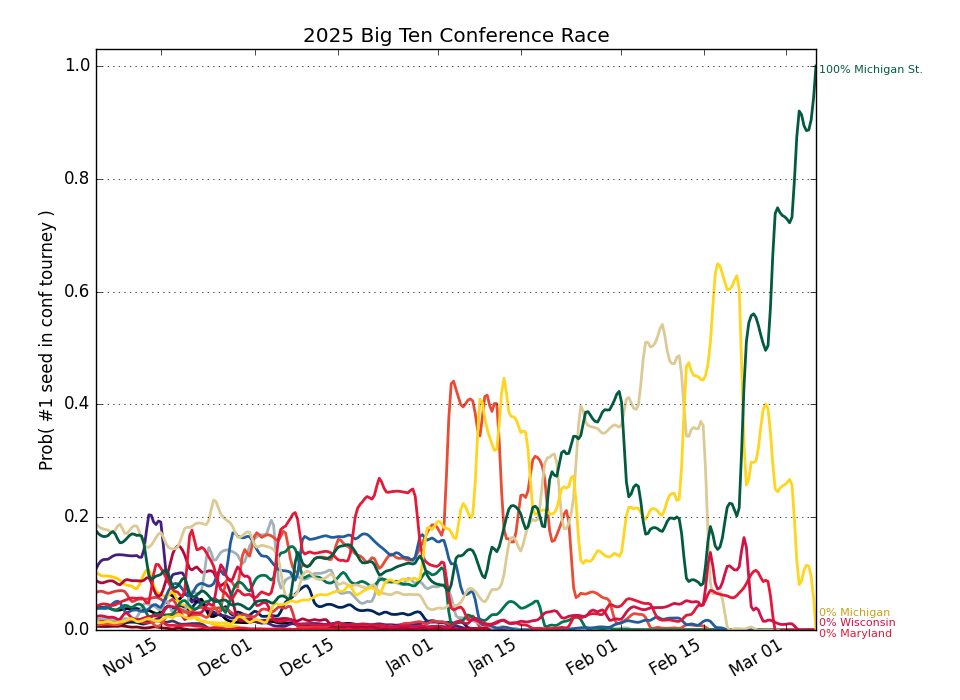 2025 Big Ten Conference Race
Prob( #1 seed in conf tourney )
1.0
0.8
0.6
0.4
0.2
0.0
100% Michigan St.
0% Michigan
0% Wisconsin
0% Maryland
Nov 15
Dec 01
Dec 15
Jan 01
Jan 15
Feb 01
Feb 15
Mar 01